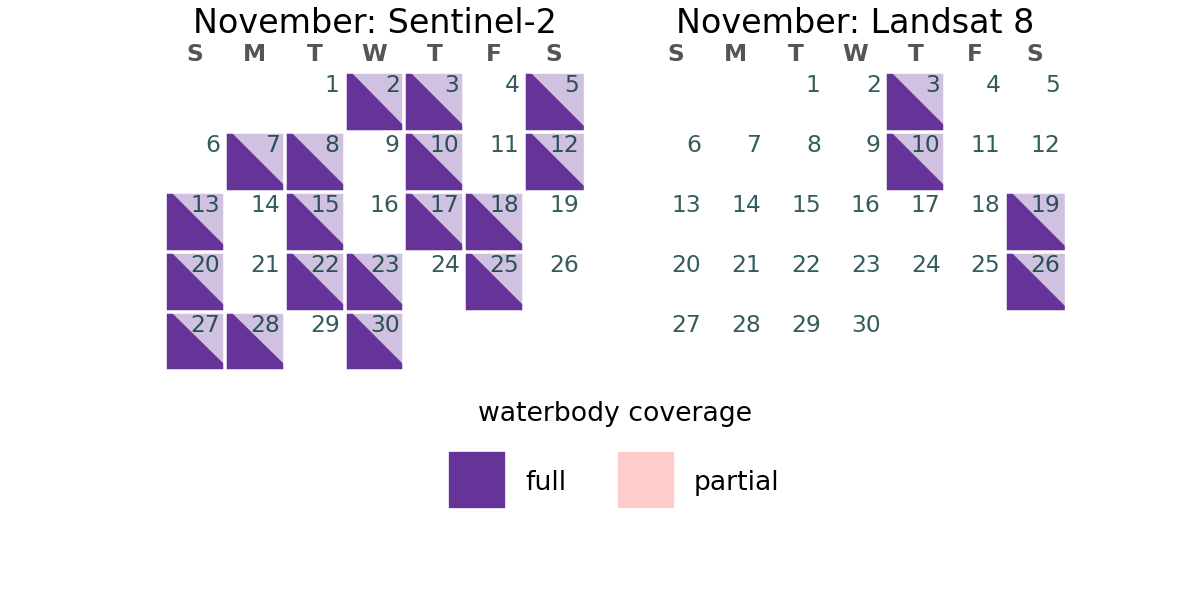 November: Sentinel-2
S M T W T F S
1 2 3 4 5
6 7 8 9 10 11 12
13 14 15 16 17 18 19
20 21 22 23 24 25 26
27 28 29 30
November: Landsat 8
S M T W T F S
1 2 3 4 5
6 7 8 9 10 11 12
13 14 15 16 17 18 19
20 21 22 23 24 25 26
27 28 29 30
waterbody coverage
full
partial